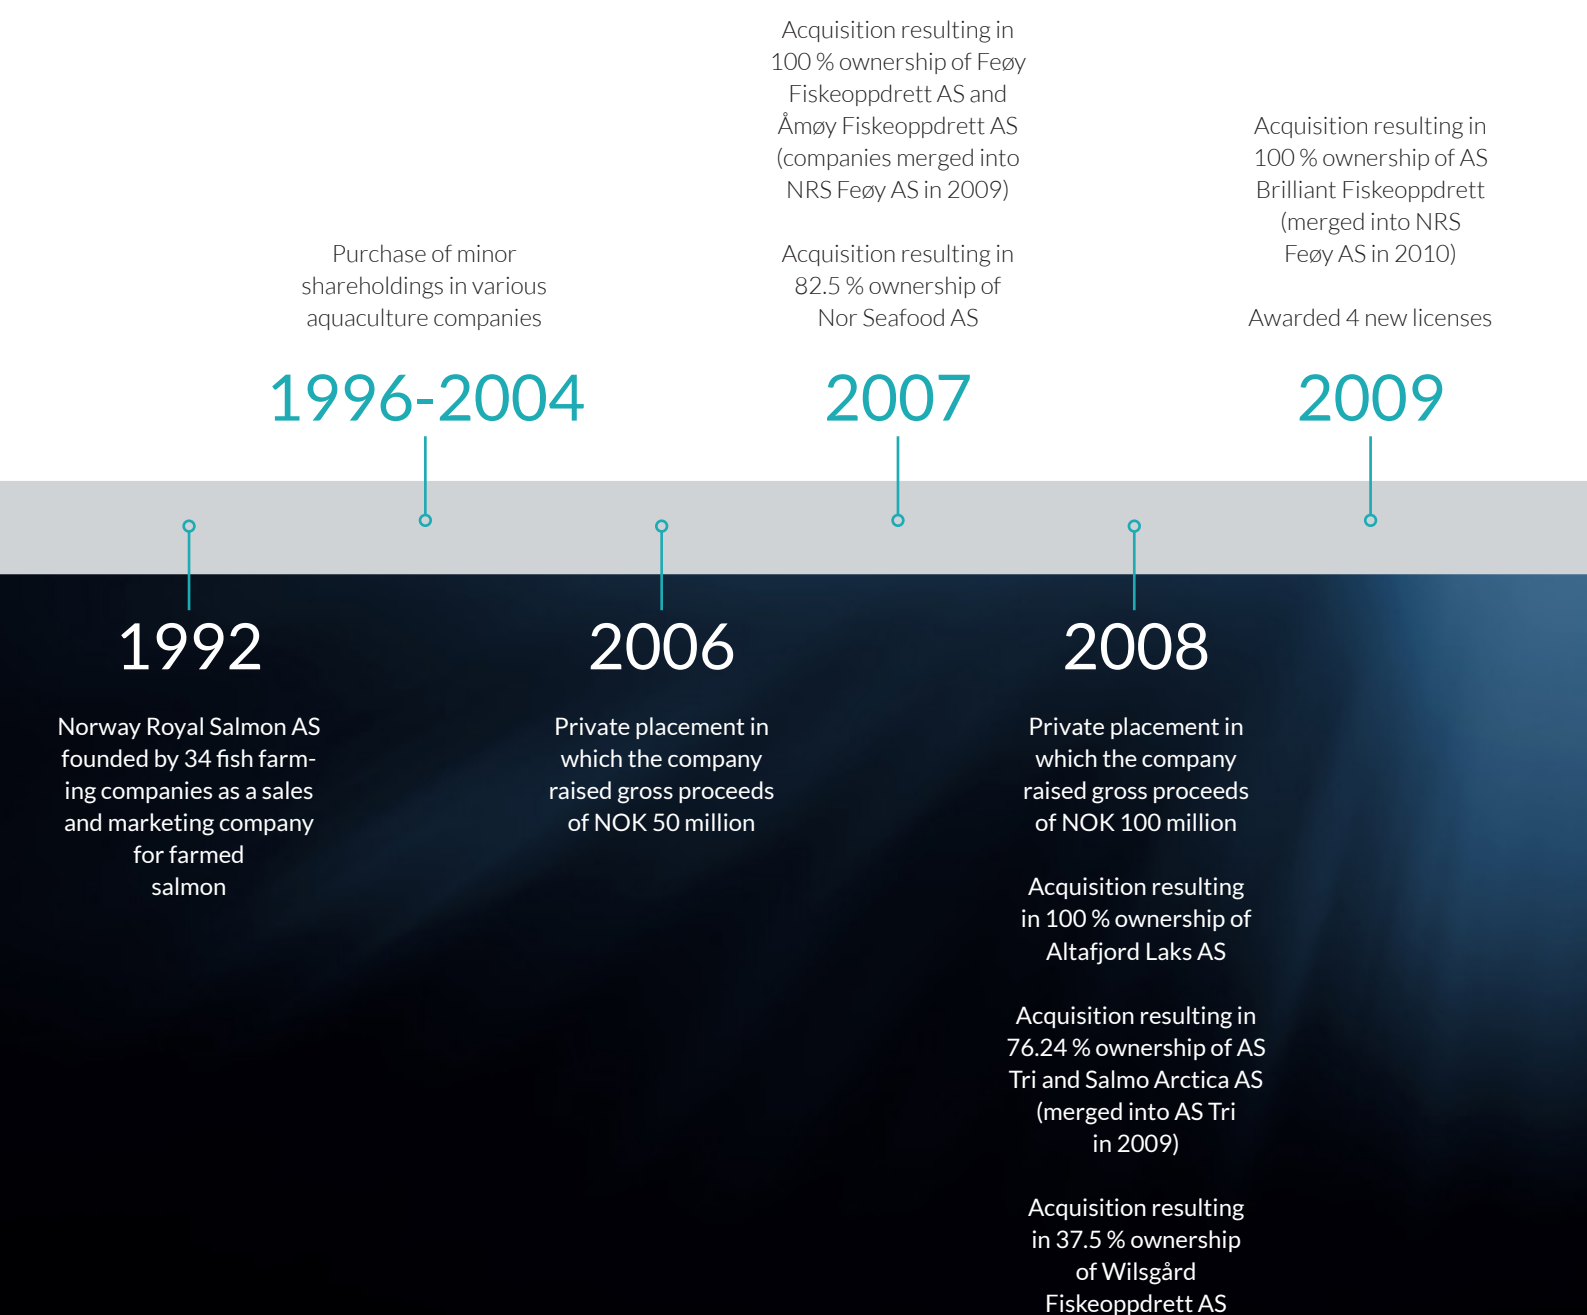 Purchase of minor
shareholdings in various
aquaculture companies
1996-2004
Acquisition resulting in
100 % ownership of Feøy
Fiskeoppdrett AS and
Åmøy Fiskeoppdrett AS
(companies merged into
NRS Feøy AS in 2009)
Acquisition resulting in
82.5 % ownership of
Nor Seafood AS
2007
Acquisition resulting in
100 % ownership of AS
Brilliant Fiskeoppdrett
(merged into NRS
Feøy AS in 2010)
Awarded 4 new licenses
2009
1992
Norway Royal Salmon AS
founded by 34 fish farm-
ing companies as a sales
and marketing company
for farmed
salmon
2006
Private placement in
which the company
raised gross proceeds
of NOK 50 million
2008
Private placement in
which the company
raised gross proceeds
of NOK 100 million
Acquisition resulting
in 100 % ownership of
Altafjord Laks AS
Acquisition resulting in
76.24 % ownership of AS
Tri and Salmo Arctica AS
(merged into AS Tri
in 2009)
Acquisition resulting
in 37.5 % ownership
of Wilsgård
Fiskeoppdrett AS